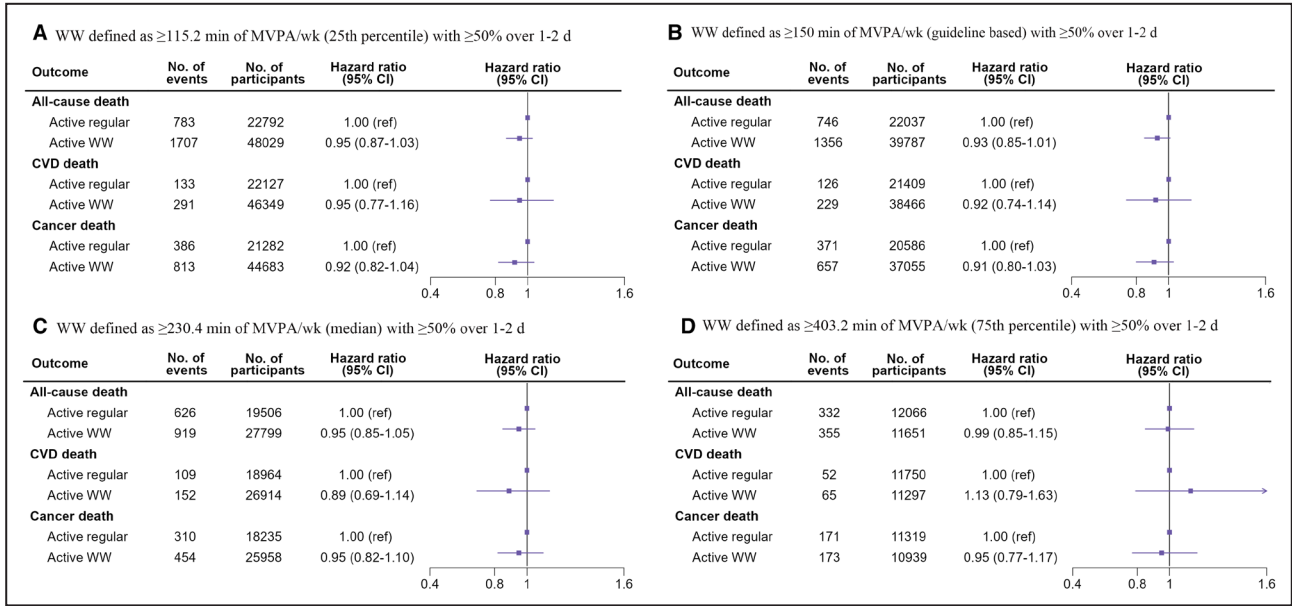 A WW defined as ≥115.2 min of MVPA/wk (25th percentile) with ≥50% over 1-2 d
Outcome No. of events No. of participants Hazard ratio (95% CI) Hazard ratio (95% CI)
All-cause death
Active regular 783 22792 1.00 (ref)
Active WW 1707 48029 0.95 (0.87-1.03)
CVD death
Active regular 133 22127 1.00 (ref)
Active WW 291 46349 0.95 (0.77-1.16)
Cancer death
Active regular 386 21282 1.00 (ref)
Active WW 813 44683 0.92 (0.82-1.04)
0.4 0.8 1 1.6
B WW defined as ≥150 min of MVPA/wk (guideline based) with ≥50% over 1-2 d
Outcome No. of events No. of participants Hazard ratio (95% CI) Hazard ratio (95% CI)
All-cause death
Active regular 746 22037 1.00 (ref)
Active WW 1356 39787 0.93 (0.85-1.01)
CVD death
Active regular 126 21409 1.00 (ref)
Active WW 229 38466 0.92 (0.74-1.14)
Cancer death
Active regular 371 20586 1.00 (ref)
Active WW 657 37055 0.91 (0.80-1.03)
0.4 0.8 1 1.6
C WW defined as ≥230.4 min of MVPA/wk (median) with ≥50% over 1-2 d
Outcome No. of events No. of participants Hazard ratio (95% CI) Hazard ratio (95% CI)
All-cause death
Active regular 626 19506 1.00 (ref)
Active WW 919 27799 0.95 (0.85-1.05)
CVD death
Active regular 109 18964 1.00 (ref)
Active WW 152 26914 0.89 (0.69-1.14)
Cancer death
Active regular 310 18235 1.00 (ref)
Active WW 454 25958 0.95 (0.82-1.10)
0.4 0.8 1 1.6
D WW defined as ≥403.2 min of MVPA/wk (75th percentile) with ≥50% over 1-2 d
Outcome No. of events No. of participants Hazard ratio (95% CI) Hazard ratio (95% CI)
All-cause death
Active regular 332 12066 1.00 (ref)
Active WW 355 11651 0.99 (0.85-1.15)
CVD death
Active regular 52 11750 1.00 (ref)
Active WW 65 11297 1.13 (0.79-1.63)
Cancer death
Active regular 171 11319 1.00 (ref)
Active WW 173 10939 0.95 (0.77-1.17)
0.4 0.8 1 1.6